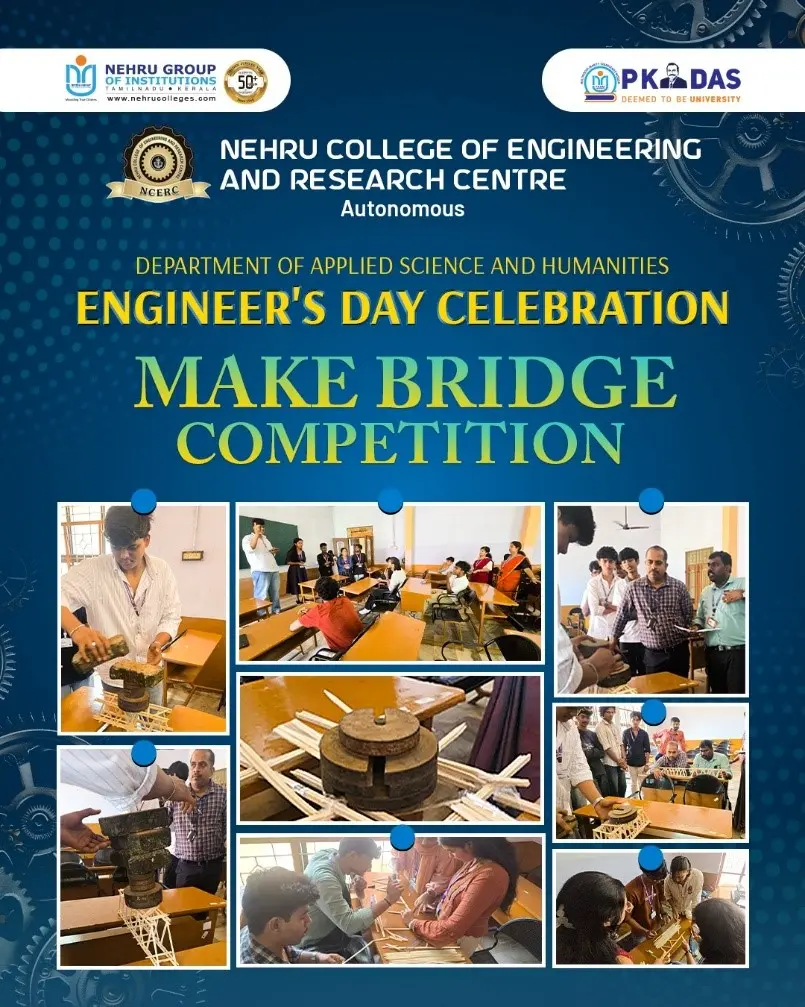 NEHRU GROUP
OF INSTITUTIONS
TAMILNADU • KERALA
www.nehrucolleges.com
50+
PK DAS
DEEMED TO BE UNIVERSITY
NCERC
NEHRU COLLEGE OF ENGINEERING
AND RESEARCH CENTRE
Autonomous
DEPARTMENT OF APPLIED SCIENCE AND HUMANITIES
ENGINEER'S DAY CELEBRATION
MAKE BRIDGE
COMPETITION